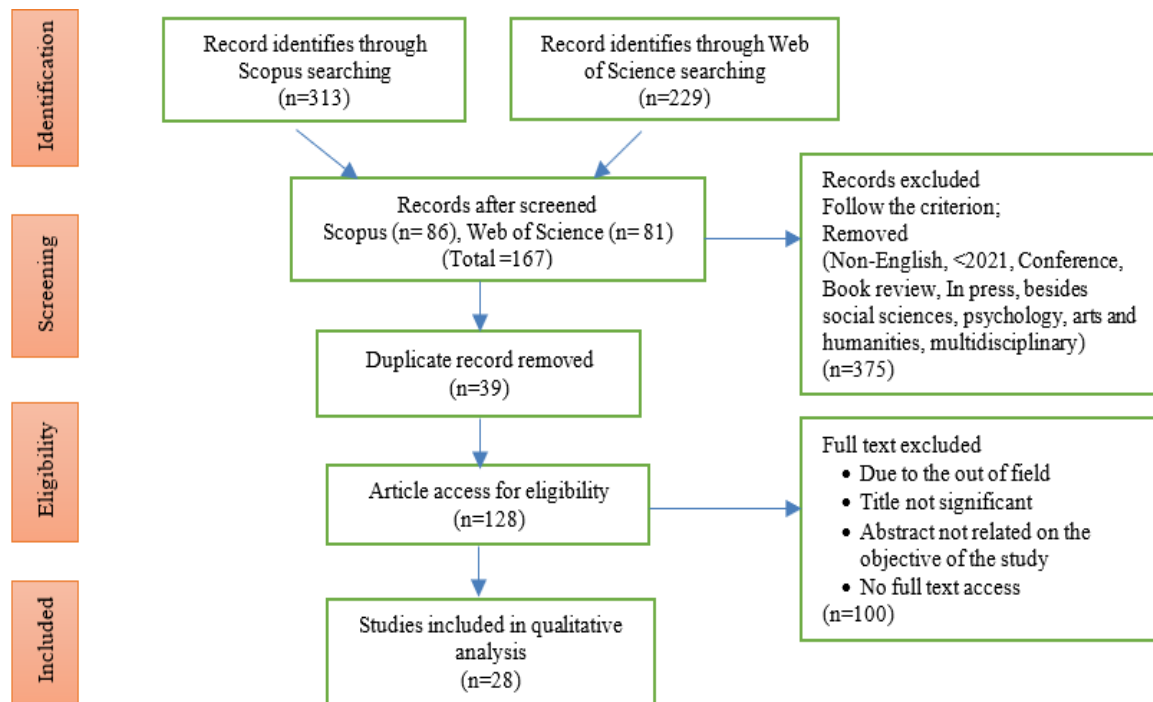 Identification
Record identifies through
Scopus searching
(n=313)
Record identifies through Web
of Science searching
(n=229)
Screening
Records after screened
Scopus (n= 86), Web of Science (n= 81)
(Total =167)
Records excluded
Follow the criterion;
Removed
(Non-English, <2021, Conference,
Book review, In press, besides
social sciences, psychology, arts and
humanities, multidisciplinary)
(n=375)
Duplicate record removed
(n=39)
Eligibility
Article access for eligibility
(n=128)
Full text excluded
• Due to the out of field
• Title not significant
• Abstract not related on the
objective of the study
• No full text access
(n=100)
Included
Studies included in qualitative
analysis
(n=28)